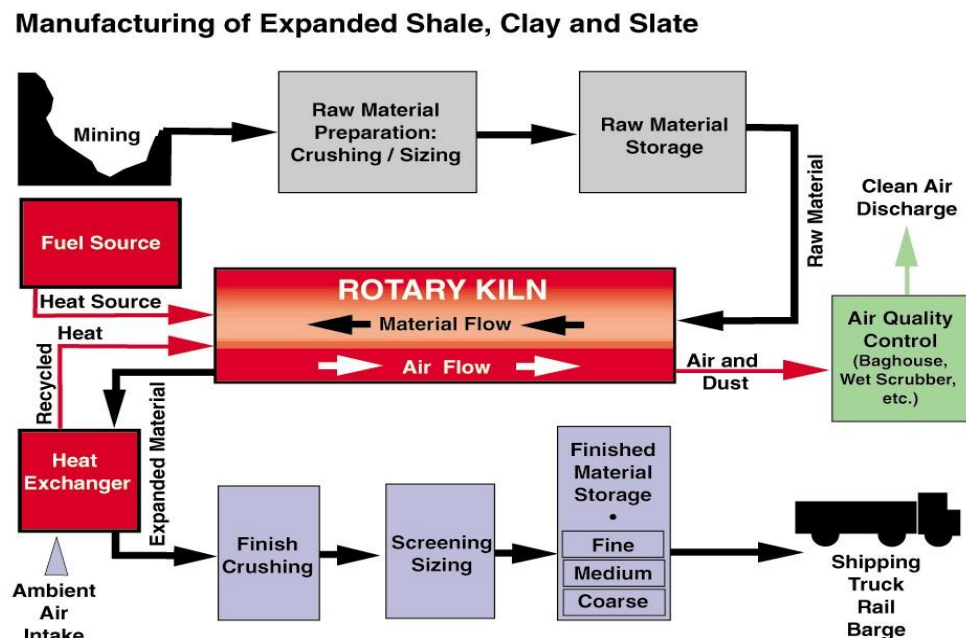 Manufacturing of Expanded Shale, Clay and Slate
Mining
Raw Material
Preparation:
Crushing / Sizing
Raw Material
Storage
Raw Material
Clean Air
Discharge
Fuel Source
Heat Source
Heat
Recycled
ROTARY KILN
Material Flow
Air Flow
Air and
Dust
Air Quality
Control
(Baghouse,
Wet Scrubber,
etc.)
Heat
Exchanger
Expanded Material
Ambient
Air
Intake
Finish
Crushing
Screening
Sizing
Finished
Material
Storage
•
Fine
Medium
Coarse
Shipping
Truck
Rail
Barge